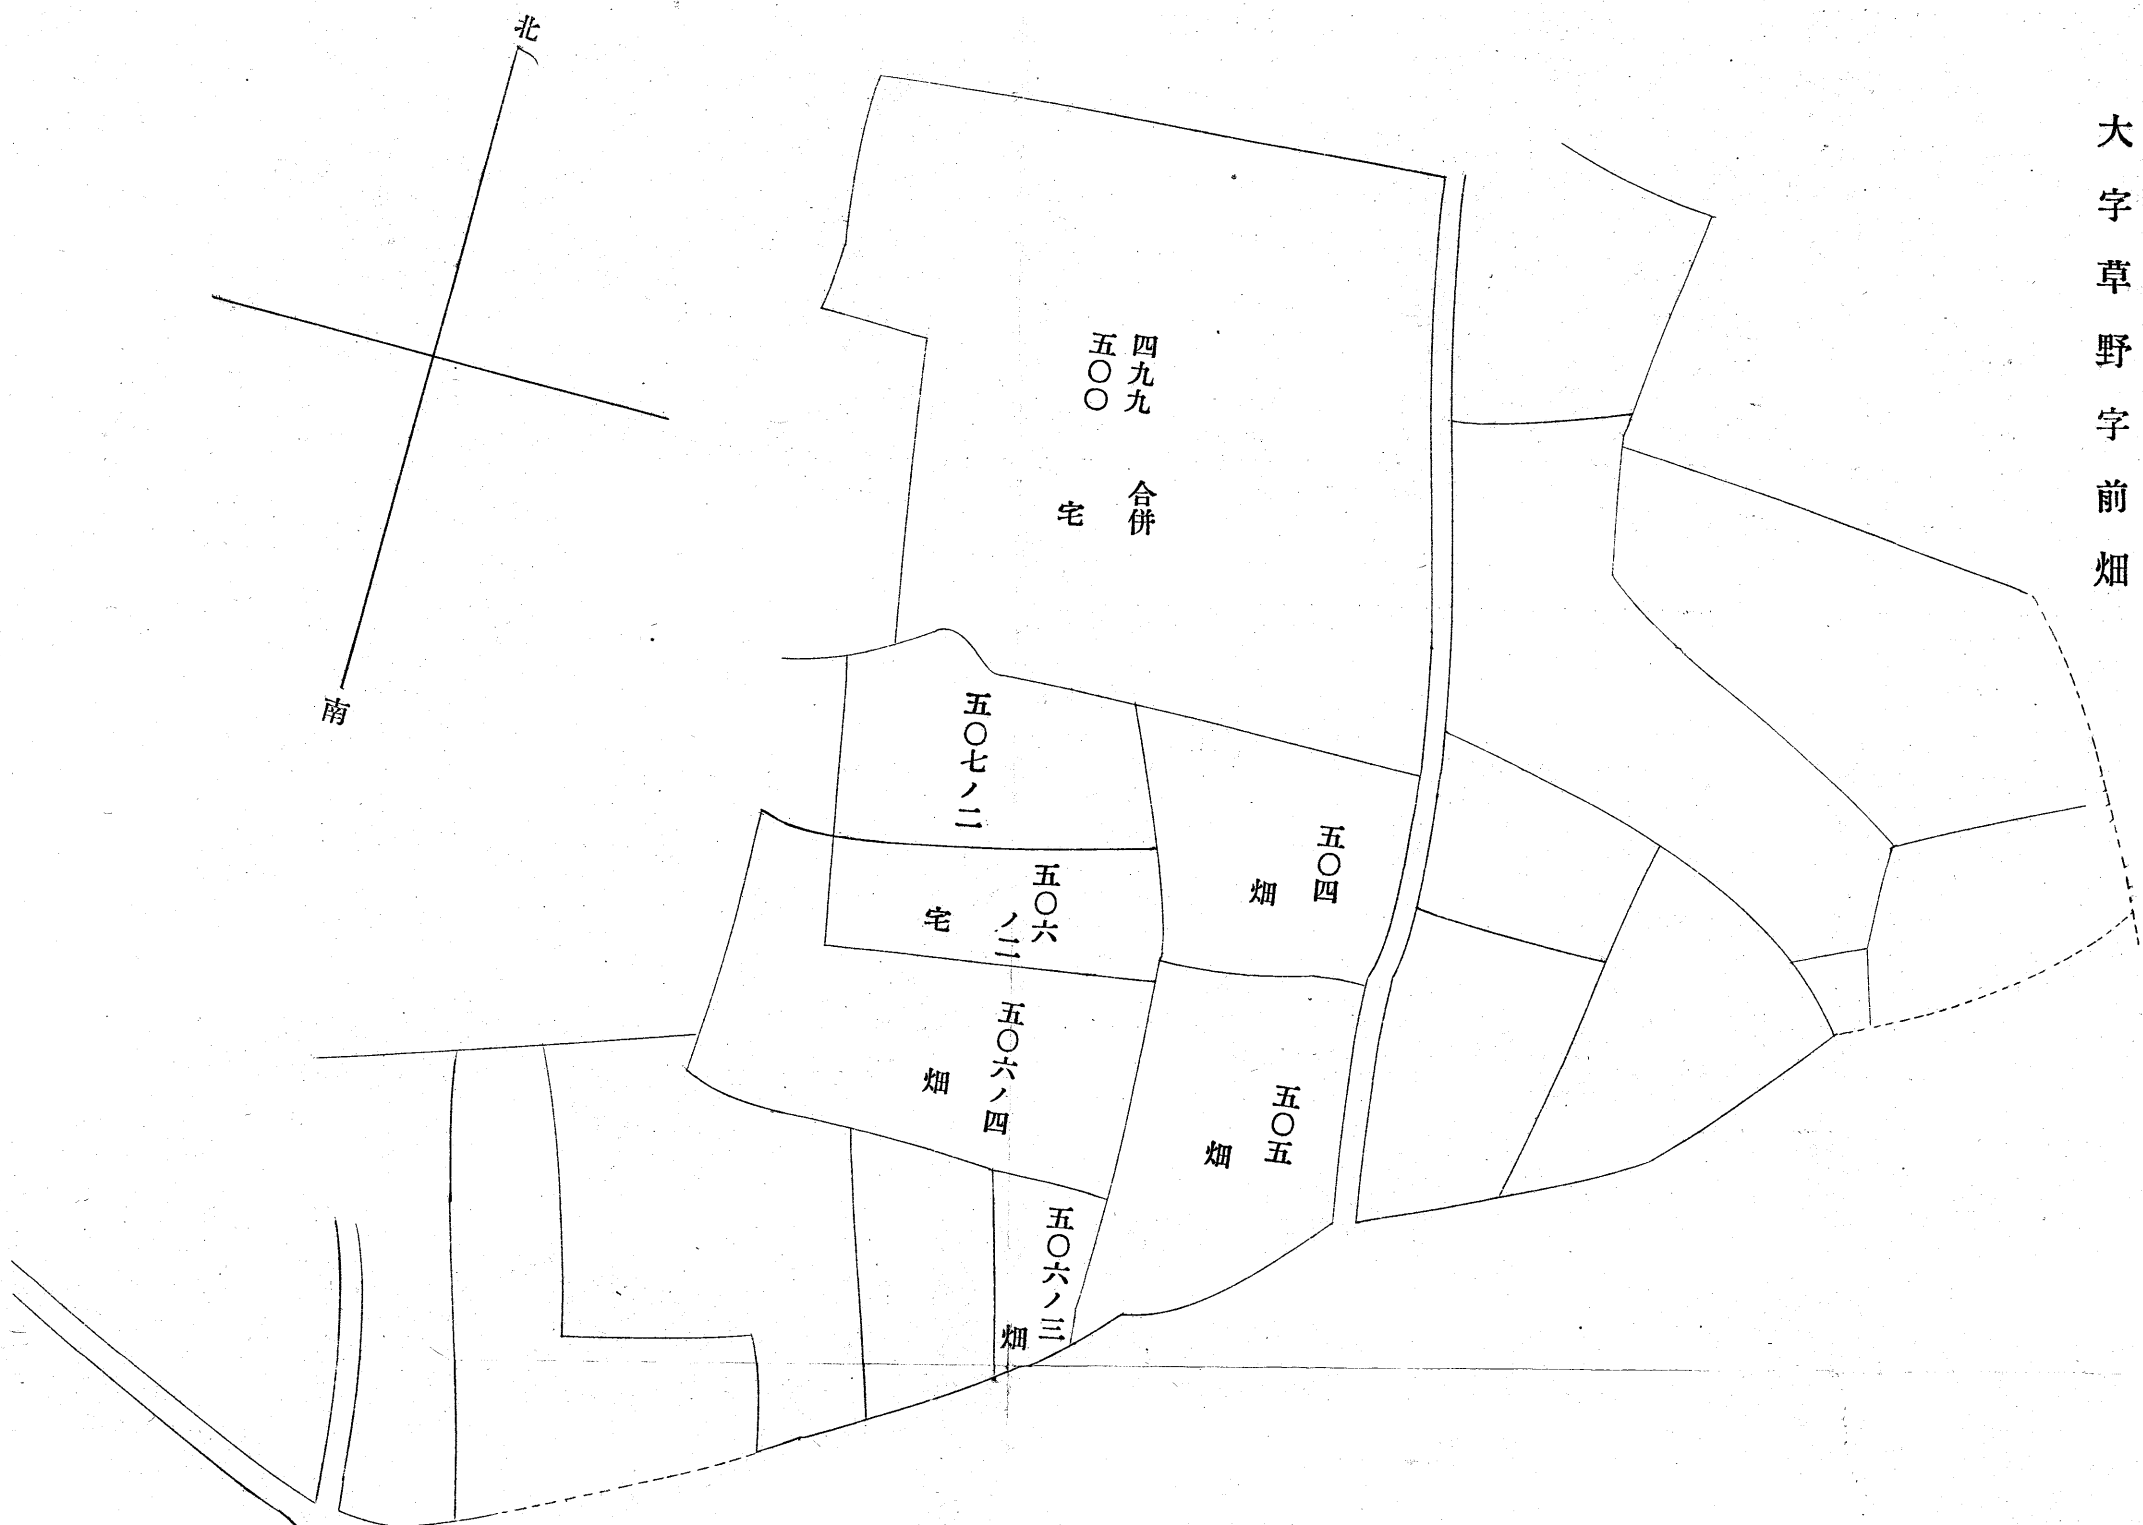 大字草野字前畑
北
南
四九九
五〇〇
合併
宅
五〇七ノ二
五〇四
畑
五〇六ノ二
宅
五〇六ノ四
畑
五〇五
畑
五〇六ノ三
畑